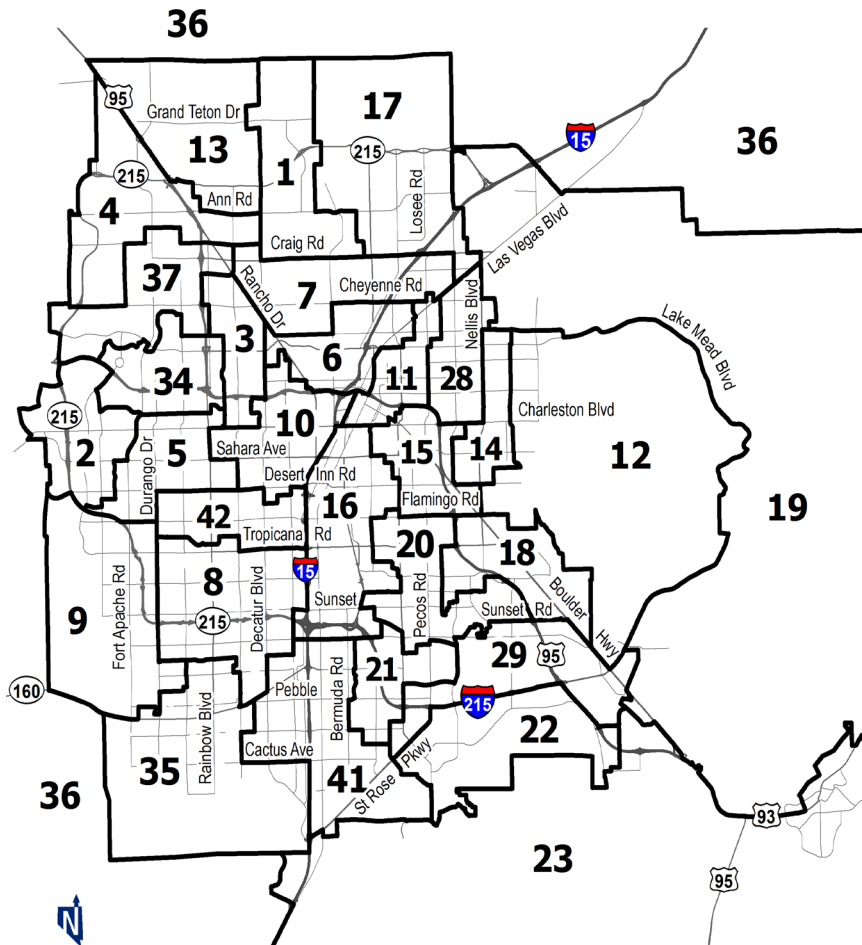 36
95
Grand Teton Dr
17
15
13
215
36
1
215
Ann Rd
Losee Rd
4
Craig Rd
Las Vegas Blvd
37
Rancho Dr
7
Cheyenne Rd
Nellis Blvd
3
6
Lake Mead Blvd
34
11
28
215
10
Charleston Blvd
2
5
Durango Dr
Sahara Ave
15
14
12
Desert Inn Rd
16
Flamingo Rd
19
42
Tropicana Rd
20
18
8
15
Boulder Hwy
9
Fort Apache Rd
Decatur Blvd
Sunset Rd
Pecos Rd
215
21
29
95
160
Pebble
Bermuda Rd
215
Rainbow Blvd
22
Cactus Ave
35
41
St Rose Pkwy
36
93
23
95
N